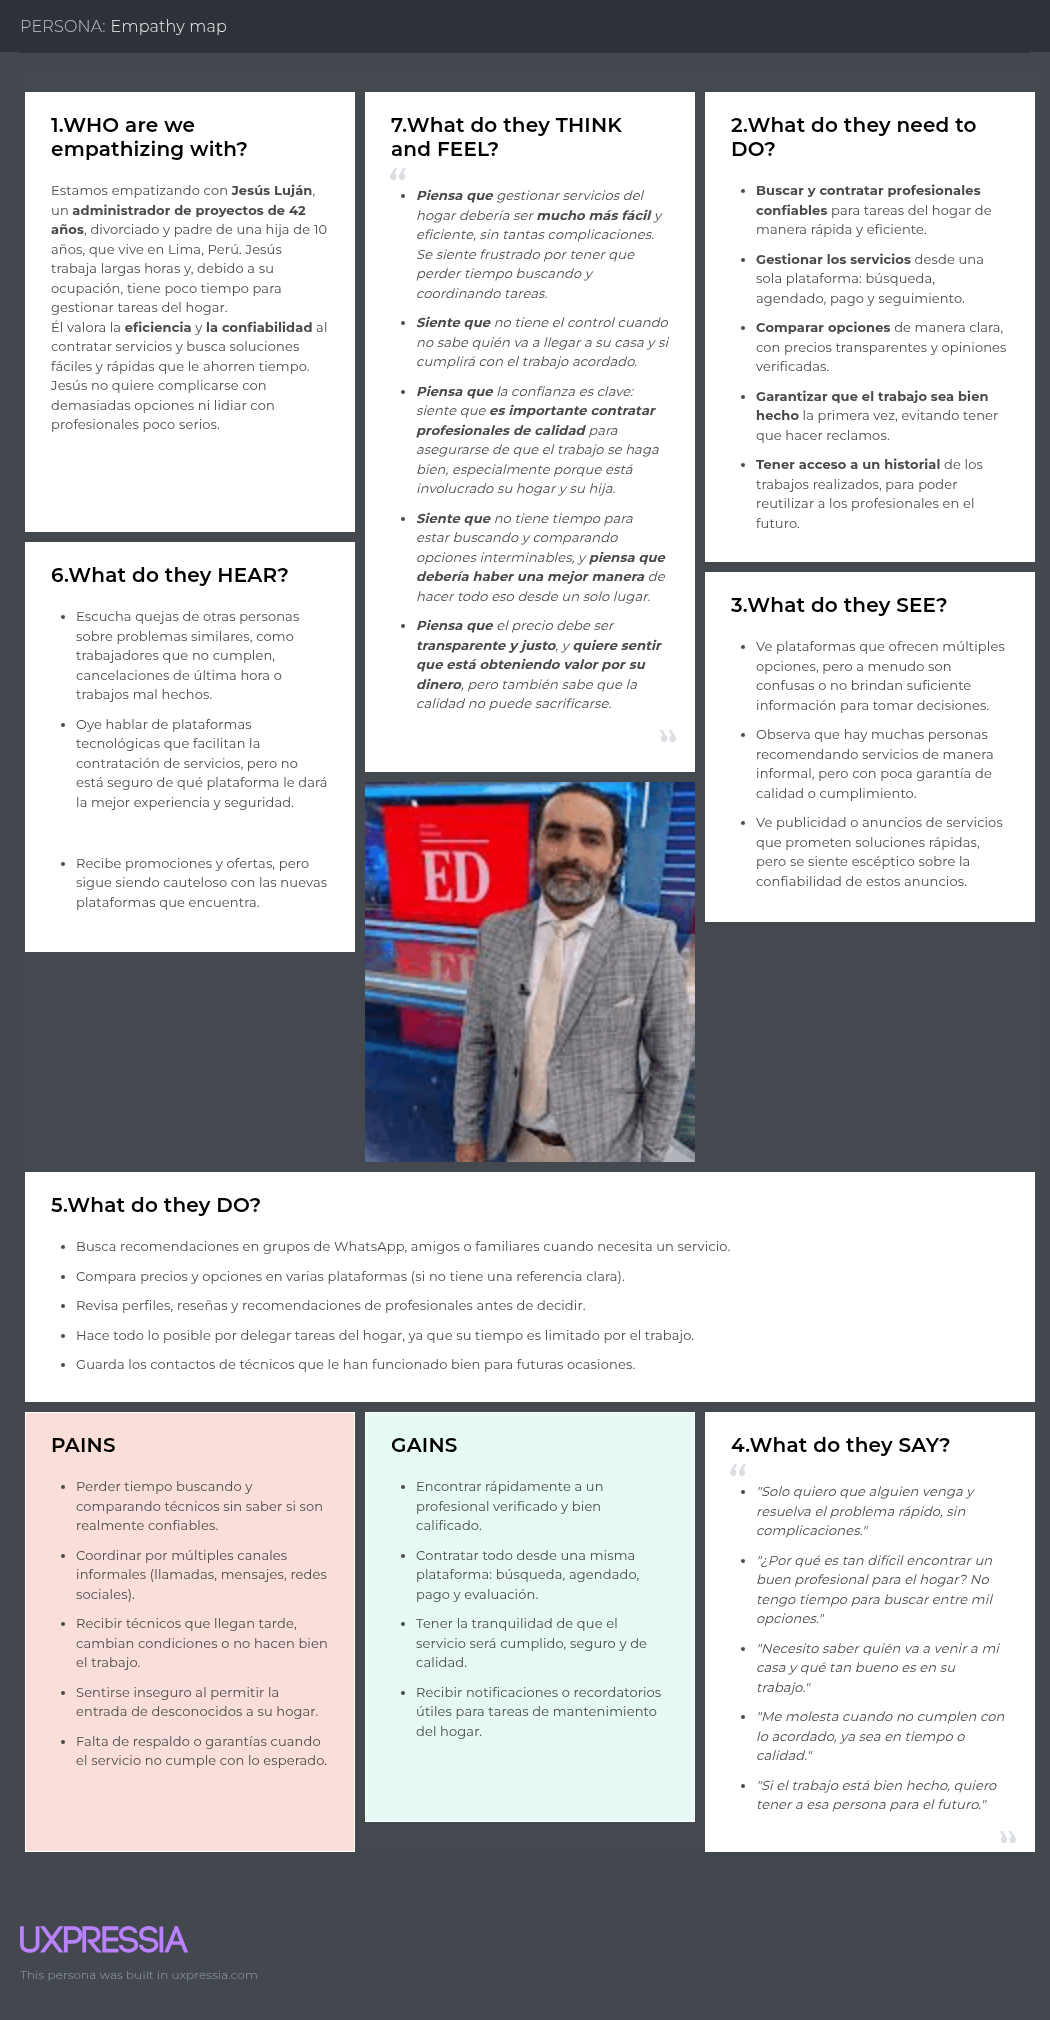 PERSONA: Empathy map
1.WHO are we
empathizing with?
Estamos empatizando con Jesús Luján,
un administrador de proyectos de 42
años, divorciado y padre de una hija de 10
años, que vive en Lima, Perú. Jesús
trabaja largas horas y, debido a su
ocupación, tiene poco tiempo para
gestionar tareas del hogar.
Él valora la eficiencia y la confiabilidad al
contratar servicios y busca soluciones
fáciles y rápidas que le ahorren tiempo.
Jesús no quiere complicarse con
demasiadas opciones ni lidiar con
profesionales poco serios.
7.What do they THINK
and FEEL?
“
• Piensa que gestionar servicios del
hogar debería ser mucho más fácil y
eficiente, sin tantas complicaciones.
Se siente frustrado por tener que
perder tiempo buscando y
coordinando tareas.
• Siente que no tiene el control cuando
no sabe quién va a llegar a su casa y si
cumplirá con el trabajo acordado.
• Piensa que la confianza es clave:
siente que es importante contratar
profesionales de calidad para
asegurarse de que el trabajo se haga
bien, especialmente porque está
involucrado su hogar y su hija.
• Siente que no tiene tiempo para
estar buscando y comparando
opciones interminables, y piensa que
debería haber una mejor manera de
hacer todo eso desde un solo lugar.
• Piensa que el precio debe ser
transparente y justo, y quiere sentir
que está obteniendo valor por su
dinero, pero también sabe que la
calidad no puede sacrificarse.
”
2.What do they need to
DO?
• Buscar y contratar profesionales
confiables para tareas del hogar de
manera rápida y eficiente.
• Gestionar los servicios desde una
sola plataforma: búsqueda,
agendado, pago y seguimiento.
• Comparar opciones de manera clara,
con precios transparentes y opiniones
verificadas.
• Garantizar que el trabajo sea bien
hecho la primera vez, evitando tener
que hacer reclamos.
• Tener acceso a un historial de los
trabajos realizados, para poder
reutilizar a los profesionales en el
futuro.
6.What do they HEAR?
• Escucha quejas de otras personas
sobre problemas similares, como
trabajadores que no cumplen,
cancelaciones de última hora o
trabajos mal hechos.
• Oye hablar de plataformas
tecnológicas que facilitan la
contratación de servicios, pero no
está seguro de qué plataforma le dará
la mejor experiencia y seguridad.
• Recibe promociones y ofertas, pero
sigue siendo cauteloso con las nuevas
plataformas que encuentra.
ED
ED
3.What do they SEE?
• Ve plataformas que ofrecen múltiples
opciones, pero a menudo son
confusas o no brindan suficiente
información para tomar decisiones.
• Observa que hay muchas personas
recomendando servicios de manera
informal, pero con poca garantía de
calidad o cumplimiento.
• Ve publicidad o anuncios de servicios
que prometen soluciones rápidas,
pero se siente escéptico sobre la
confiabilidad de estos anuncios.
5.What do they DO?
• Busca recomendaciones en grupos de WhatsApp, amigos o familiares cuando necesita un servicio.
• Compara precios y opciones en varias plataformas (si no tiene una referencia clara).
• Revisa perfiles, reseñas y recomendaciones de profesionales antes de decidir.
• Hace todo lo posible por delegar tareas del hogar, ya que su tiempo es limitado por el trabajo.
• Guarda los contactos de técnicos que le han funcionado bien para futuras ocasiones.
PAINS
• Perder tiempo buscando y
comparando técnicos sin saber si son
realmente confiables.
• Coordinar por múltiples canales
informales (llamadas, mensajes, redes
sociales).
• Recibir técnicos que llegan tarde,
cambian condiciones o no hacen bien
el trabajo.
• Sentirse inseguro al permitir la
entrada de desconocidos a su hogar.
• Falta de respaldo o garantías cuando
el servicio no cumple con lo esperado.
GAINS
• Encontrar rápidamente a un
profesional verificado y bien
calificado.
• Contratar todo desde una misma
plataforma: búsqueda, agendado,
pago y evaluación.
• Tener la tranquilidad de que el
servicio será cumplido, seguro y de
calidad.
• Recibir notificaciones o recordatorios
útiles para tareas de mantenimiento
del hogar.
4.What do they SAY?
“
• "Solo quiero que alguien venga y
resuelva el problema rápido, sin
complicaciones."
• "¿Por qué es tan difícil encontrar un
buen profesional para el hogar? No
tengo tiempo para buscar entre mil
opciones."
• "Necesito saber quién va a venir a mi
casa y qué tan bueno es en su
trabajo."
• "Me molesta cuando no cumplen con
lo acordado, ya sea en tiempo o
calidad."
• "Si el trabajo está bien hecho, quiero
tener a esa persona para el futuro."
”
UXPRESSIA
This persona was built in uxpressia.com